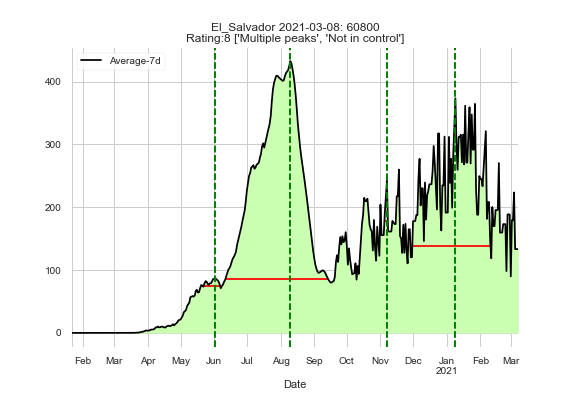 El_Salvador 2021-03-08: 60800
Rating:8 ['Multiple peaks', 'Not in control']
Average-7d
400
300
200
100
0
Feb Mar Apr May Jun Jul Aug Sep Oct Nov Dec Jan Feb Mar
2021
Date